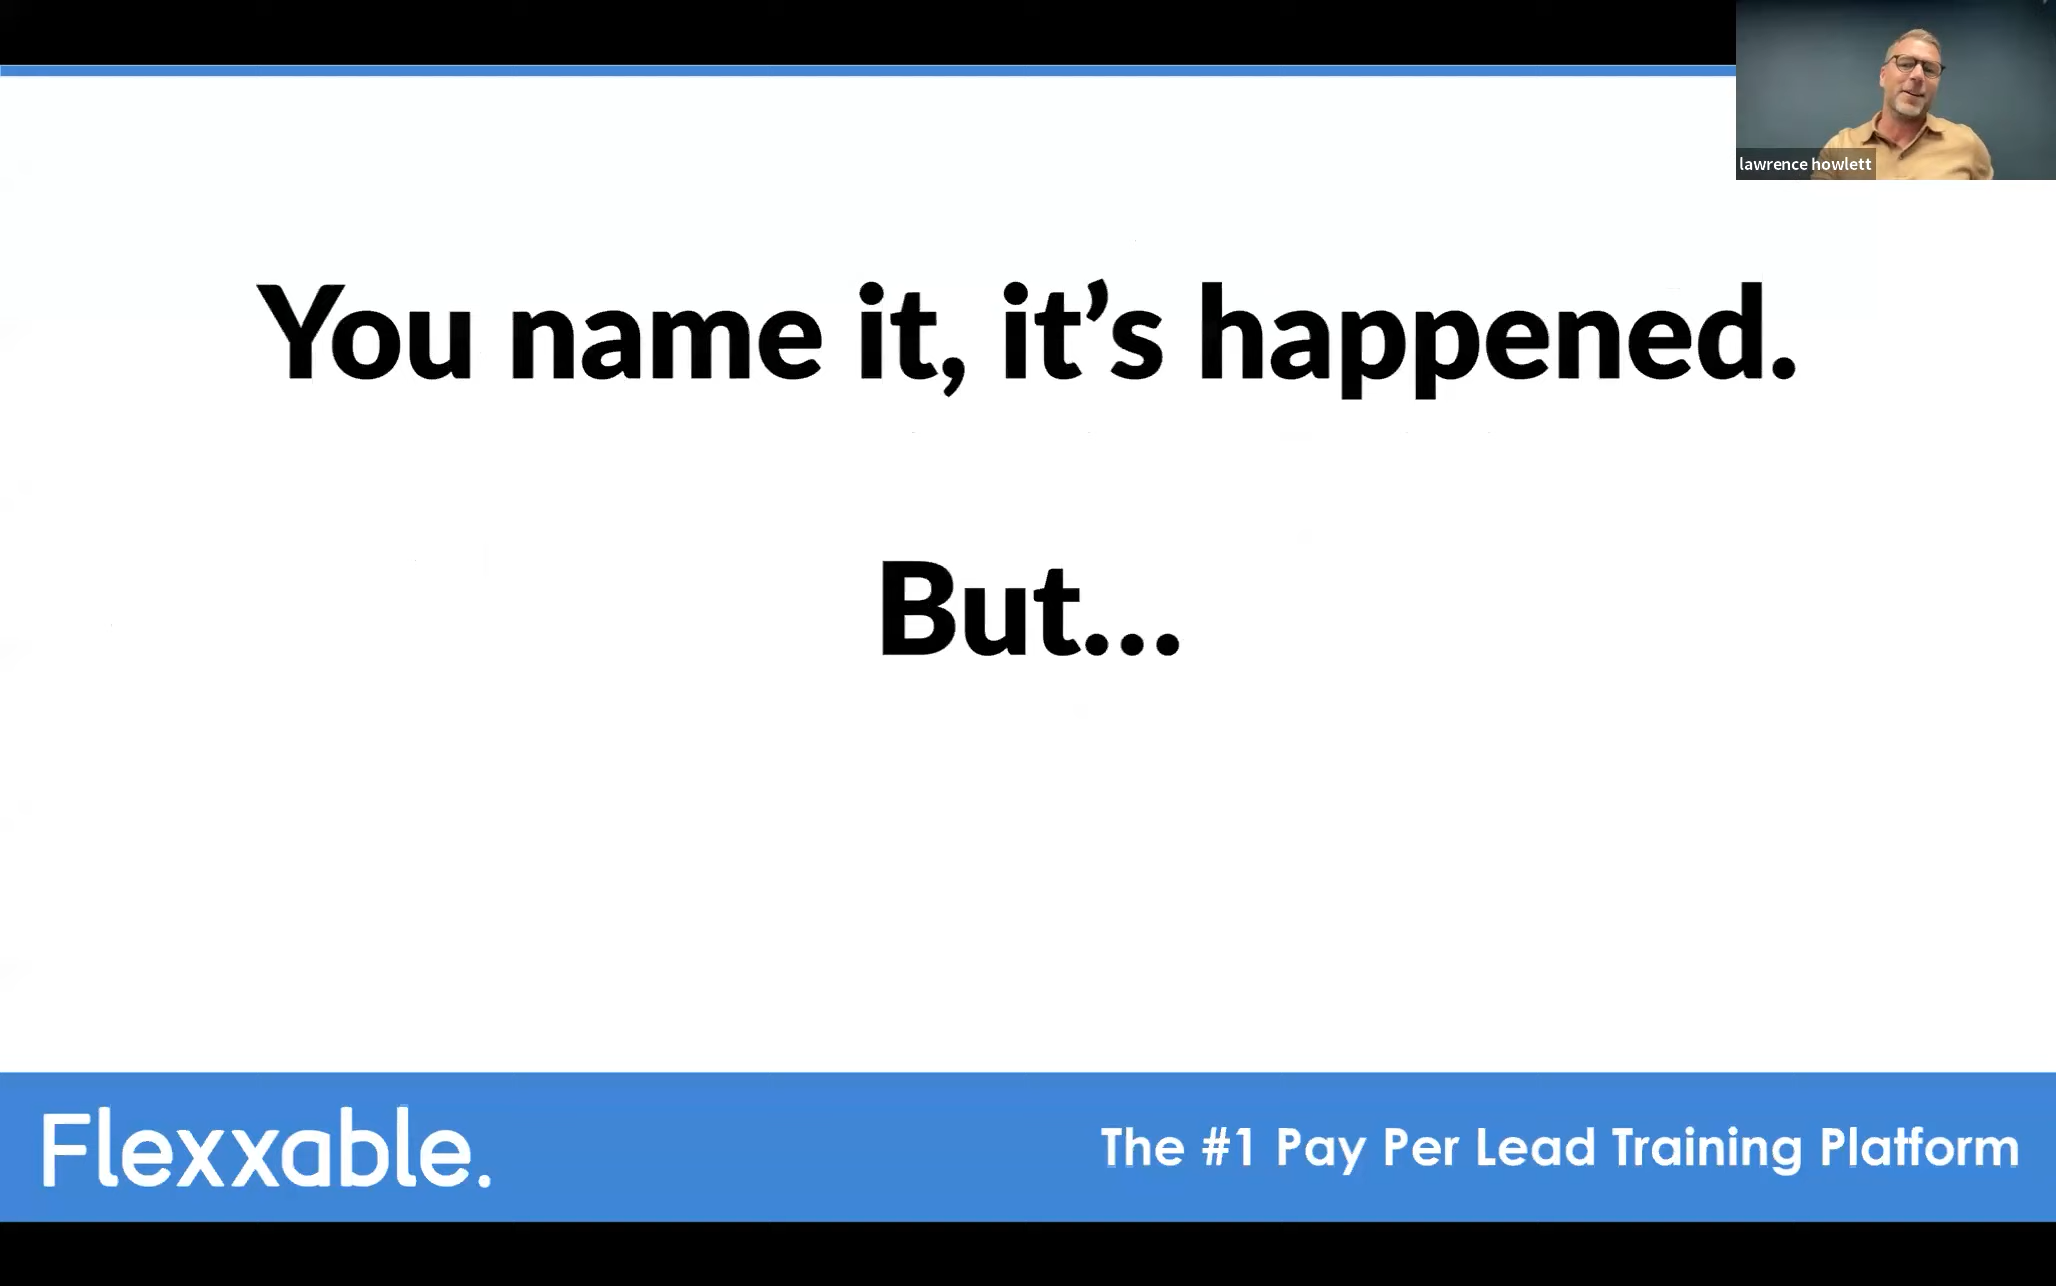 lawrence howlett
You name it, it’s happened.
But...
Flexxable.
The #1 Pay Per Lead Training Platform